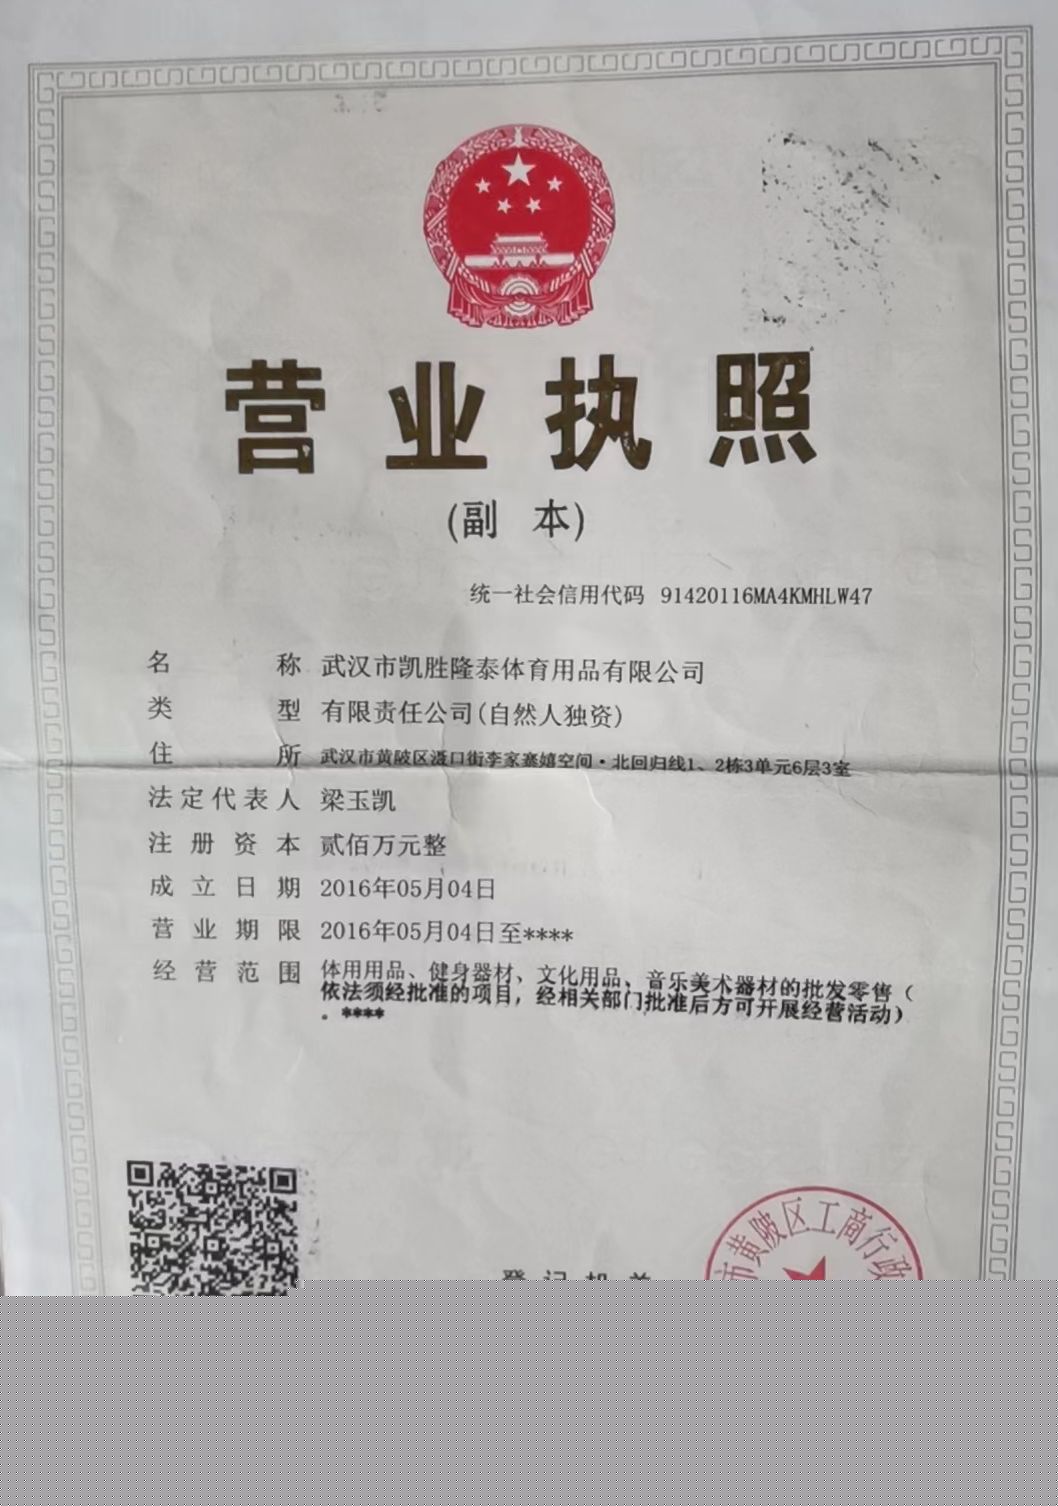 营业执照
(副 本)
统一社会信用代码 91420116MA4KMHLW47
名 称 武汉市凯胜隆泰体育用品有限公司
类 型 有限责任公司(自然人独资)
住 所 武汉市黄陂区滠口街李家寨嬉空间·北回归线1、2栋3单元6层3室
法定代表人 梁玉凯
注册资本 贰佰万元整
成立日期 2016年05月04日
营业期限 2016年05月04日至****
经营范围 体用用品、健身器材、文化用品、音乐美术器材的批发零售(
依法须经批准的项目,经相关部门批准后方可开展经营活动)
。****
市黄陂区工商行政
登记机关